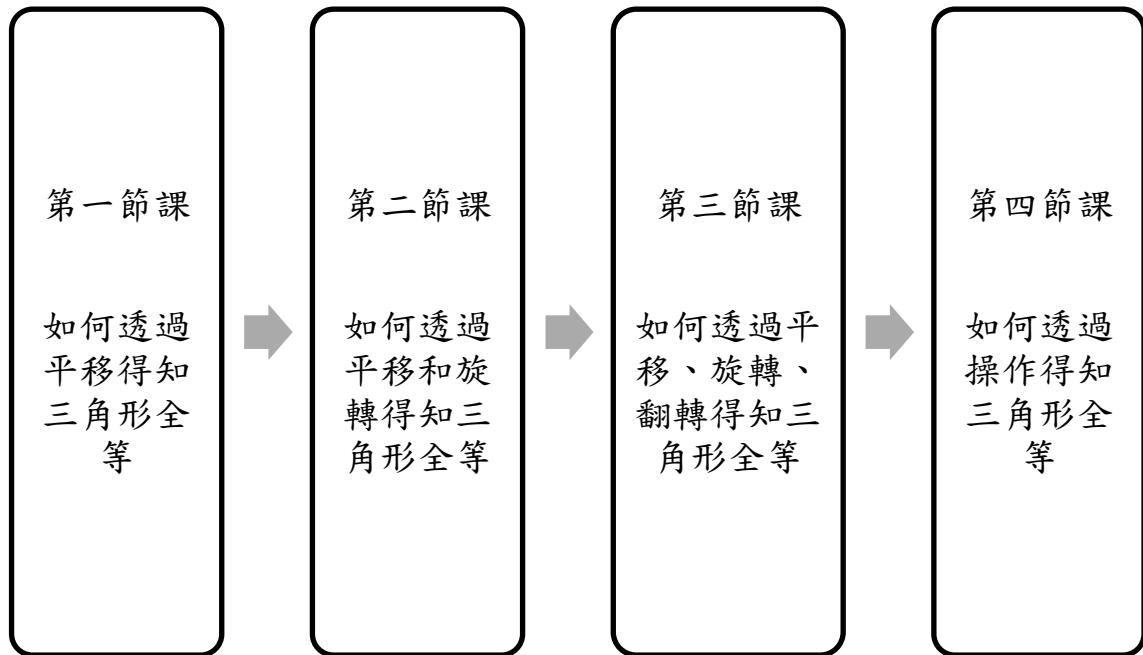 第一節課
如何透過
平移得知
三角形全
等
第二節課
如何透過
平移和旋
轉得知三
角形全等
第三節課
如何透過平
移、旋轉、
翻轉得知三
角形全等
第四節課
如何透過
操作得知
三角形全
等